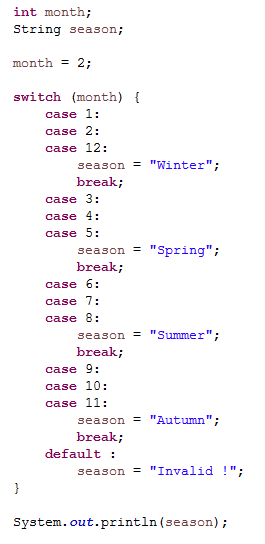 int month;
String season;

month = 2;

switch (month) {
    case 1:
    case 2:
    case 12:
        season = "Winter";
        break;
    case 3:
    case 4:
    case 5:
        season = "Spring";
        break;
    case 6:
    case 7:
    case 8:
        season = "Summer";
        break;
    case 9:
    case 10:
    case 11:
        season = "Autumn";
        break;
    default :
        season = "Invalid !";
}

System.out.println(season);